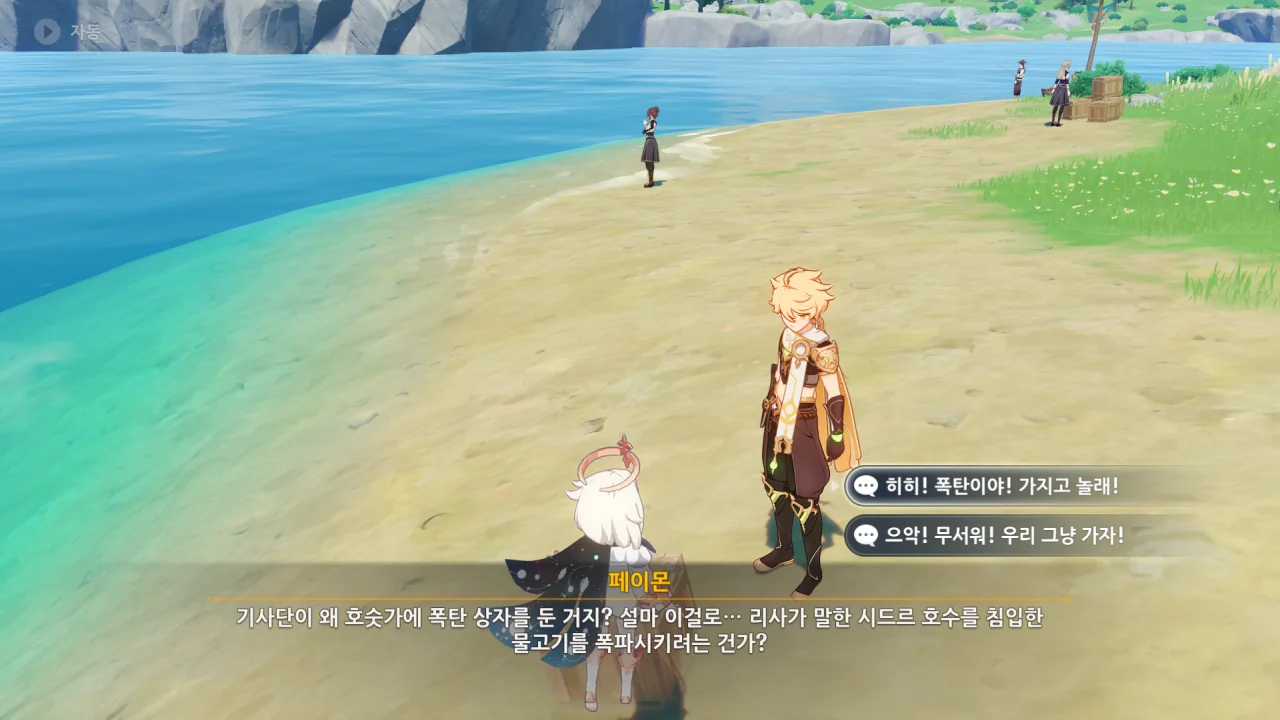 자동
히히! 폭탄이야! 가지고 놀래!
으악! 무서워! 우리 그냥 가자!
페이몬
기사단이 왜 호숫가에 폭탄 상자를 둔 거지? 설마 이걸로… 리사가 말한 시드르 호수를 침입한
물고기를 폭파시키려는 건가?